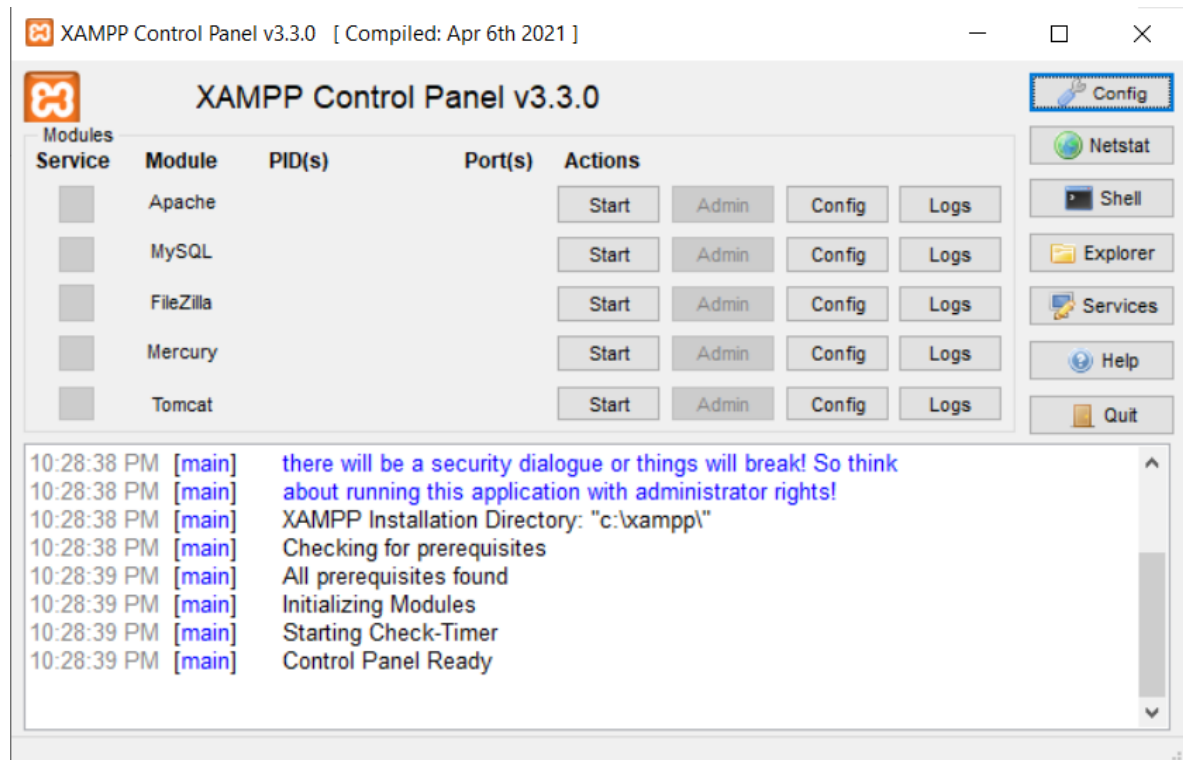 XAMPP Control Panel v3.3.0 [ Compiled: Apr 6th 2021 ]
XAMPP Control Panel v3.3.0
Config
Modules
Netstat
Service Module PID(s) Port(s) Actions
Apache Start Admin Config Logs
Shell
MySQL Start Admin Config Logs
Explorer
FileZilla Start Admin Config Logs
Services
Mercury Start Admin Config Logs
Help
Tomcat Start Admin Config Logs
Quit
10:28:38 PM [main] there will be a security dialogue or things will break! So think
10:28:38 PM [main] about running this application with administrator rights!
10:28:38 PM [main] XAMPP Installation Directory: "c:\xampp\"
10:28:38 PM [main] Checking for prerequisites
10:28:39 PM [main] All prerequisites found
10:28:39 PM [main] Initializing Modules
10:28:39 PM [main] Starting Check-Timer
10:28:39 PM [main] Control Panel Ready